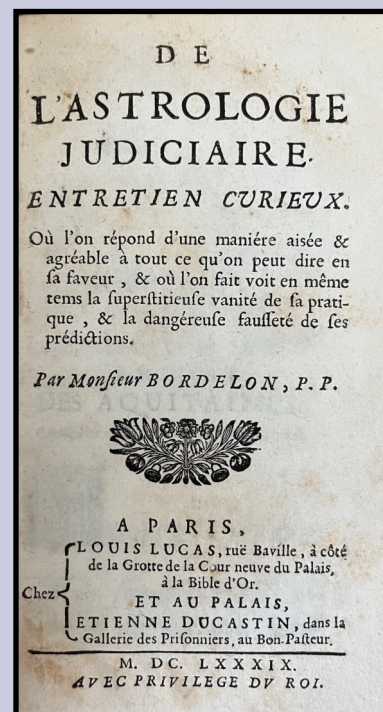 DE
L'ASTROLOGIE
JUDICIAIRE.
ENTRETIEN CVRIEVX.
Où l'on répond d'une maniére aisée &
agréable à tout ce qu'on peut dire en
ſa faveur , & où l'on fait voit en même
tems la ſuperſtitieuſe vanité de ſa prati-
que , & la dangéreuſe fauſſeté de ſes
prédictions.
Par Monſieur BORDELON, P. P.
A PARIS,
LOUIS LUCAS, ruë Baville, à côté
de la Grotte de la Cour neuve du Palais,
à la Bible d'Or.
Chez
ET AU PALAIS,
ETIENNE DUCASTIN, dans la
Gallerie des Priſonniers, au Bon-Paſteur.
M. DC. LXXXIX.
AVEC PRIVILEGE DV ROI.